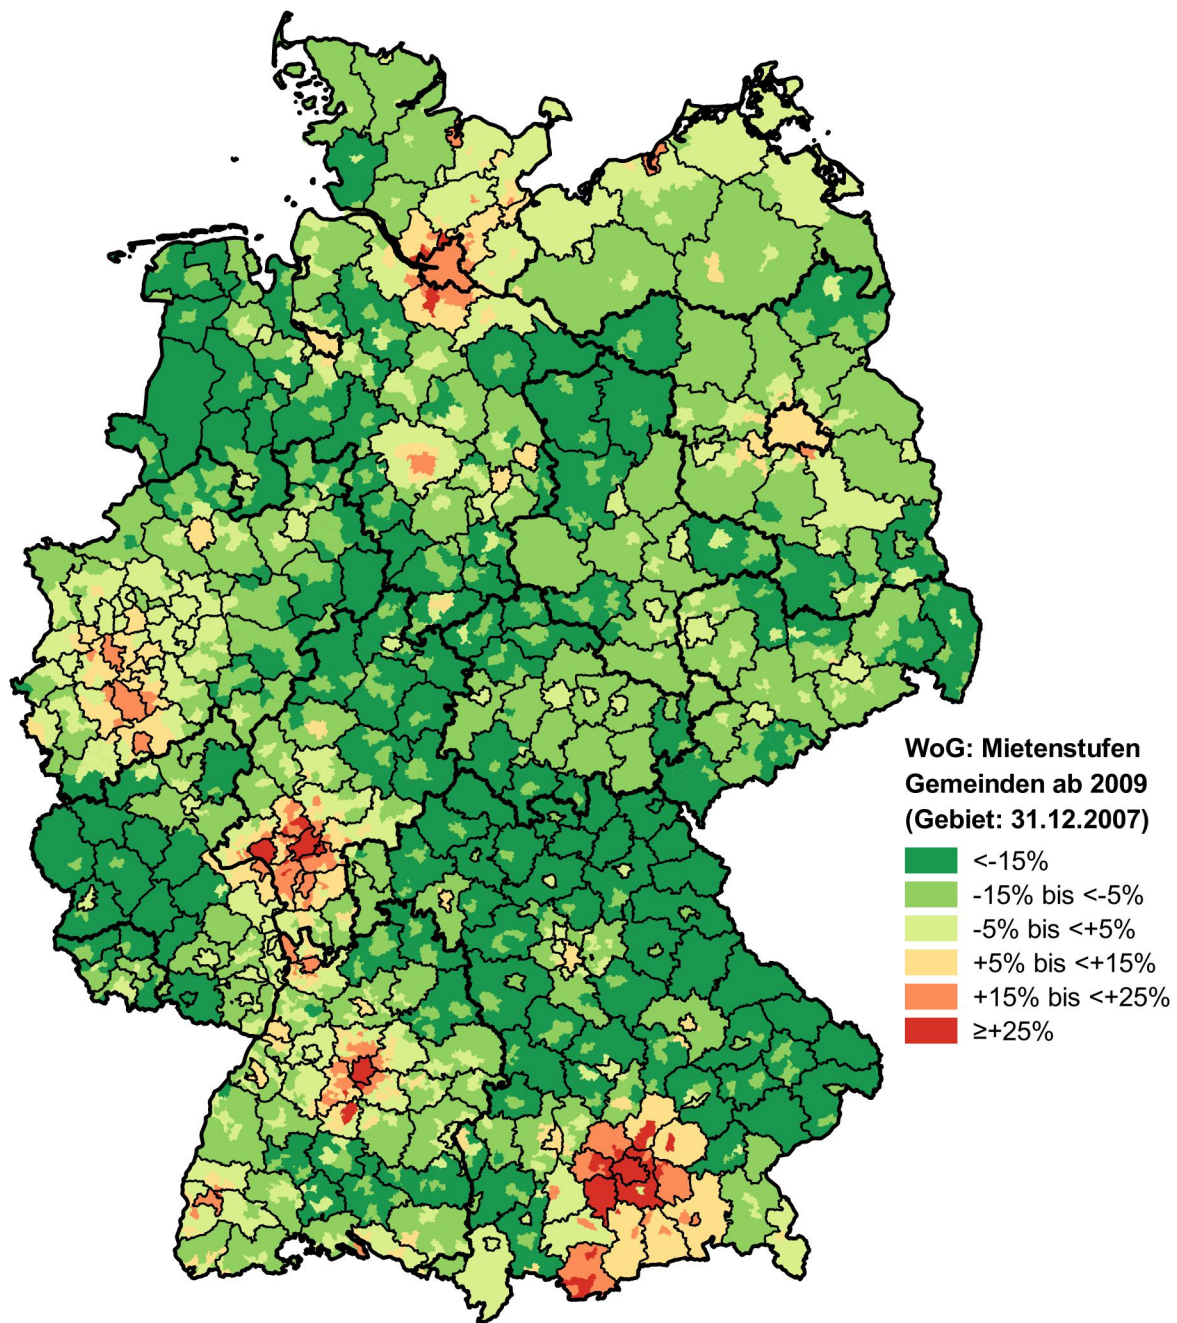 WoG: Mietenstufen
Gemeinden ab 2009
(Gebiet: 31.12.2007)
<-15%
-15% bis <-5%
-5% bis <+5%
+5% bis <+15%
+15% bis <+25%
≥+25%